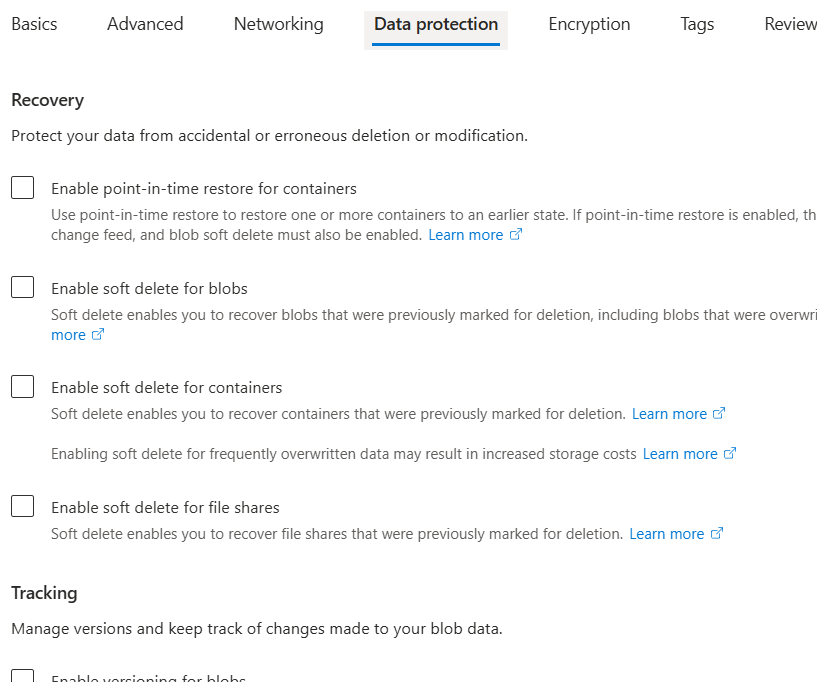 Basics Advanced Networking Data protection Encryption Tags Review
Recovery
Protect your data from accidental or erroneous deletion or modification.
Enable point-in-time restore for containers
Use point-in-time restore to restore one or more containers to an earlier state. If point-in-time restore is enabled, th
change feed, and blob soft delete must also be enabled. Learn more
Enable soft delete for blobs
Soft delete enables you to recover blobs that were previously marked for deletion, including blobs that were overwri
more
Enable soft delete for containers
Soft delete enables you to recover containers that were previously marked for deletion. Learn more
Enabling soft delete for frequently overwritten data may result in increased storage costs Learn more
Enable soft delete for file shares
Soft delete enables you to recover file shares that were previously marked for deletion. Learn more
Tracking
Manage versions and keep track of changes made to your blob data.
Enable versioning for blobs